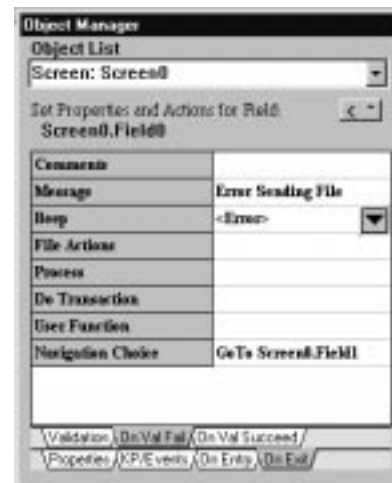 Object Manager
Object List
Screen: Screen0
Set Properties and Actions for Field:
< ^
Screen0.Field0
Comments
Message Error Sending File
Beep <Error>
File Actions
Process
Do Transaction
User Function
Navigation Choice GoTo Screen0.Field1
Validation On Val Fail On Val Succeed
Properties KP/Events On Entry On Exit